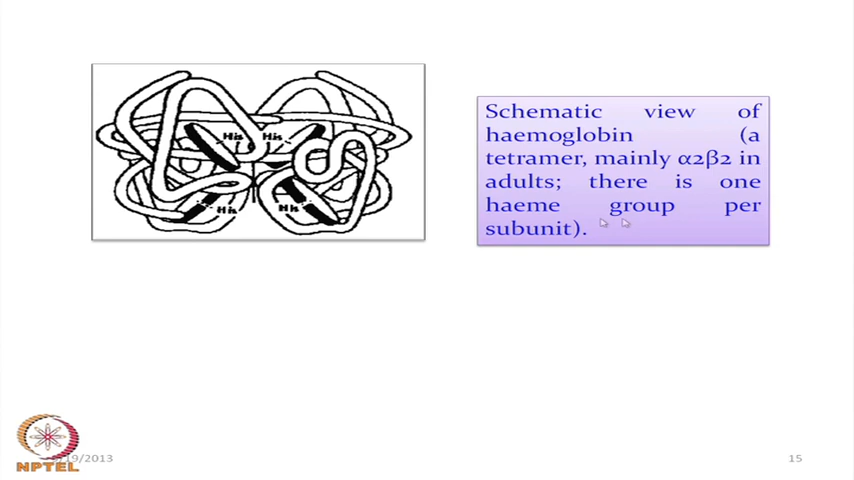 Schematic view of
haemoglobin (a
tetramer, mainly α2β2 in
adults; there is one
haeme group per
subunit).
His His
His His
NPTEL
/19/2013
15